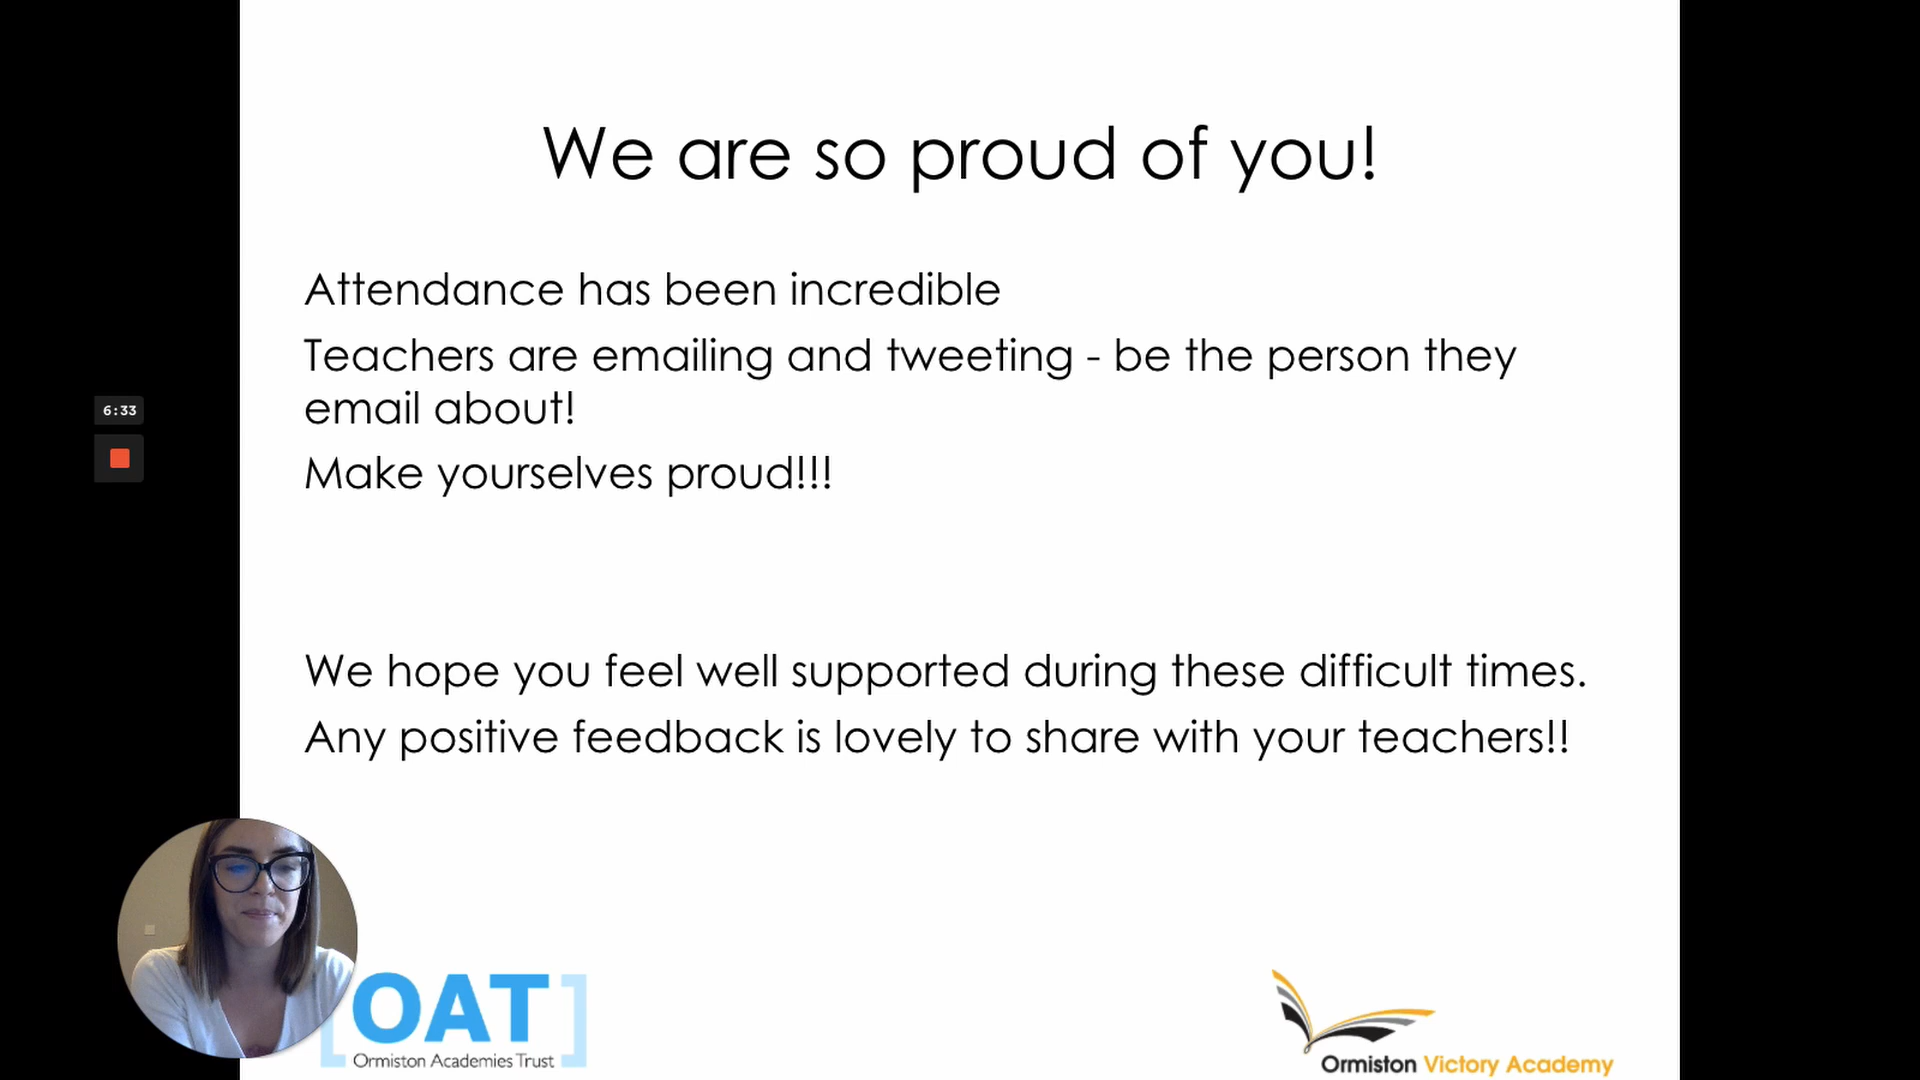 We are so proud of you!
Attendance has been incredible
Teachers are emailing and tweeting - be the person they
email about!
6:33
Make yourselves proud!!!
We hope you feel well supported during these difficult times.
Any positive feedback is lovely to share with your teachers!!
[OAT]
Ormiston Academies Trust
Ormiston Victory Academy